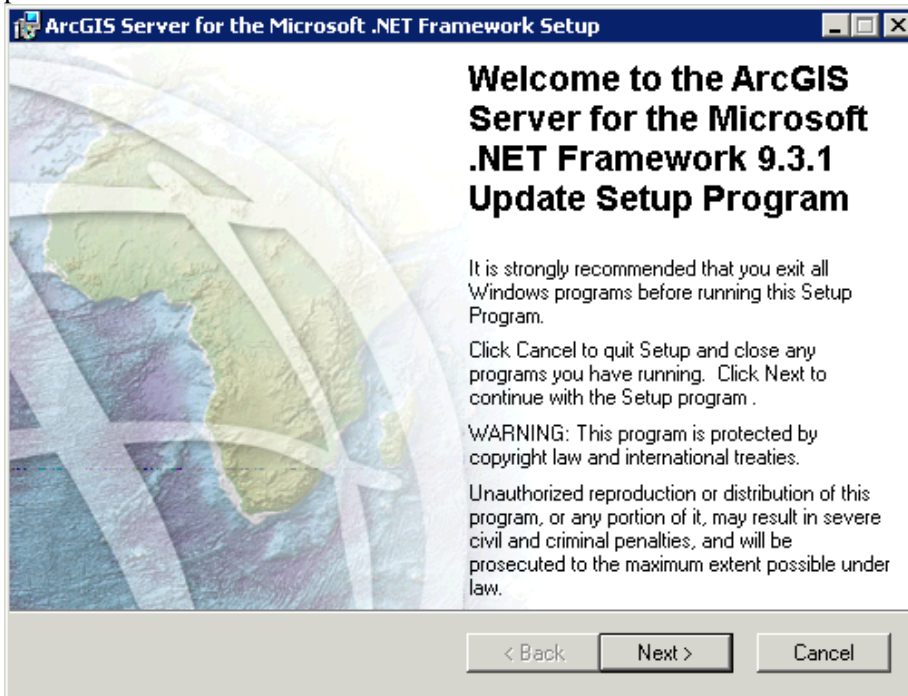 ArcGIS Server for the Microsoft .NET Framework Setup
Welcome to the ArcGIS
Server for the Microsoft
.NET Framework 9.3.1
Update Setup Program
It is strongly recommended that you exit all
Windows programs before running this Setup
Program.
Click Cancel to quit Setup and close any
programs you have running.  Click Next to
continue with the Setup program .
WARNING: This program is protected by
copyright law and international treaties.
Unauthorized reproduction or distribution of this
program, or any portion of it, may result in severe
civil and criminal penalties, and will be
prosecuted to the maximum extent possible under
law.
< Back
Next >
Cancel